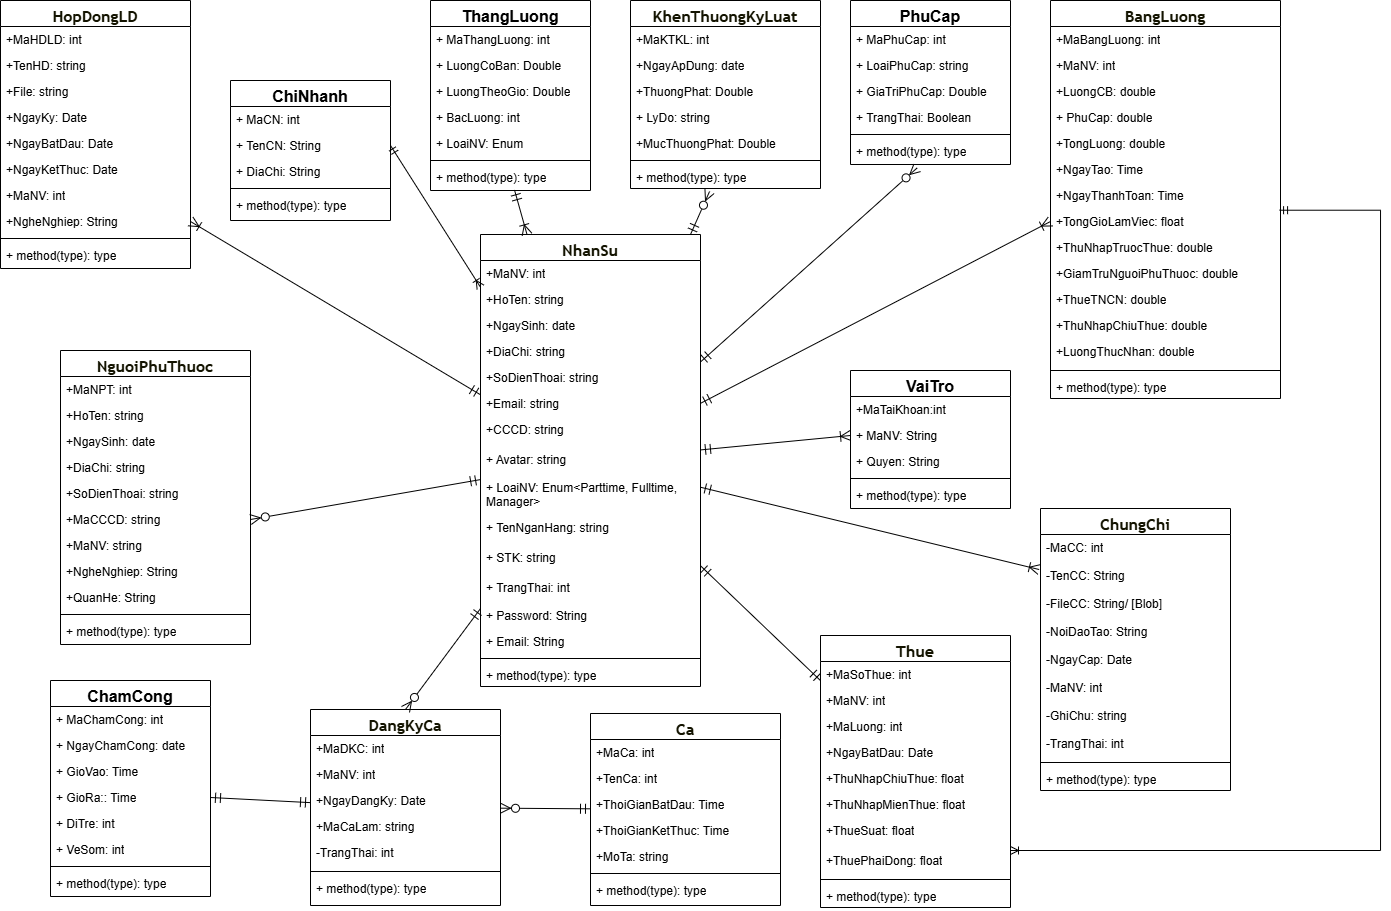 HopDongLD
+MaHDLD: int
+TenHD: string
+File: string
+NgayKy: Date
+NgayBatDau: Date
+NgayKetThuc: Date
+MaNV: int
+NgheNghiep: String
+ method(type): type
ChiNhanh
+ MaCN: int
+ TenCN: String
+ DiaChi: String
+ method(type): type
ThangLuong
+ MaThangLuong: int
+ LuongCoBan: Double
+ LuongTheoGio: Double
+ BacLuong: int
+ LoaiNV: Enum
+ method(type): type
KhenThuongKyLuat
+MaKTKL: int
+NgayApDung: date
+ThuongPhat: Double
+ LyDo: string
+MucThuongPhat: Double
+ method(type): type
PhuCap
+ MaPhuCap: int
+ LoaiPhuCap: string
+ GiaTriPhuCap: Double
+ TrangThai: Boolean
+ method(type): type
BangLuong
+MaBangLuong: int
+MaNV: int
+LuongCB: double
+ PhuCap: double
+TongLuong: double
+NgayTao: Time
+NgayThanhToan: Time
+TongGioLamViec: float
+ThuNhapTruocThue: double
+GiamTruNguoiPhuThuoc: double
+ThueTNCN: double
+ThuNhapChiuThue: double
+LuongThucNhan: double
+ method(type): type
NhanSu
+MaNV: int
+HoTen: string
+NgaySinh: date
+DiaChi: string
+SoDienThoai: string
+Email: string
+CCCD: string
+ Avatar: string
+ LoaiNV: Enum<Parttime, Fulltime,
Manager>
+ TenNganHang: string
+ STK: string
+ TrangThai: int
+ Password: String
+ Email: String
+ method(type): type
NguoiPhuThuoc
+MaNPT: int
+HoTen: string
+NgaySinh: date
+DiaChi: string
+SoDienThoai: string
+MaCCCD: string
+MaNV: string
+NgheNghiep: String
+QuanHe: String
+ method(type): type
VaiTro
+MaTaiKhoan:int
+ MaNV: String
+ Quyen: String
+ method(type): type
ChungChi
-MaCC: int
-TenCC: String
-FileCC: String/ [Blob]
-NoiDaoTao: String
-NgayCap: Date
-MaNV: int
-GhiChu: string
-TrangThai: int
+ method(type): type
Thue
+MaSoThue: int
+MaNV: int
+MaLuong: int
+NgayBatDau: Date
+ThuNhapChiuThue: float
+ThuNhapMienThue: float
+ThueSuat: float
+ThuePhaiDong: float
+ method(type): type
ChamCong
+ MaChamCong: int
+ NgayChamCong: date
+ GioVao: Time
+ GioRa:: Time
+ DiTre: int
+ VeSom: int
+ method(type): type
DangKyCa
+MaDKC: int
+MaNV: int
+NgayDangKy: Date
+MaCaLam: string
-TrangThai: int
+ method(type): type
Ca
+MaCa: int
+TenCa: int
+ThoiGianBatDau: Time
+ThoiGianKetThuc: Time
+MoTa: string
+ method(type): type